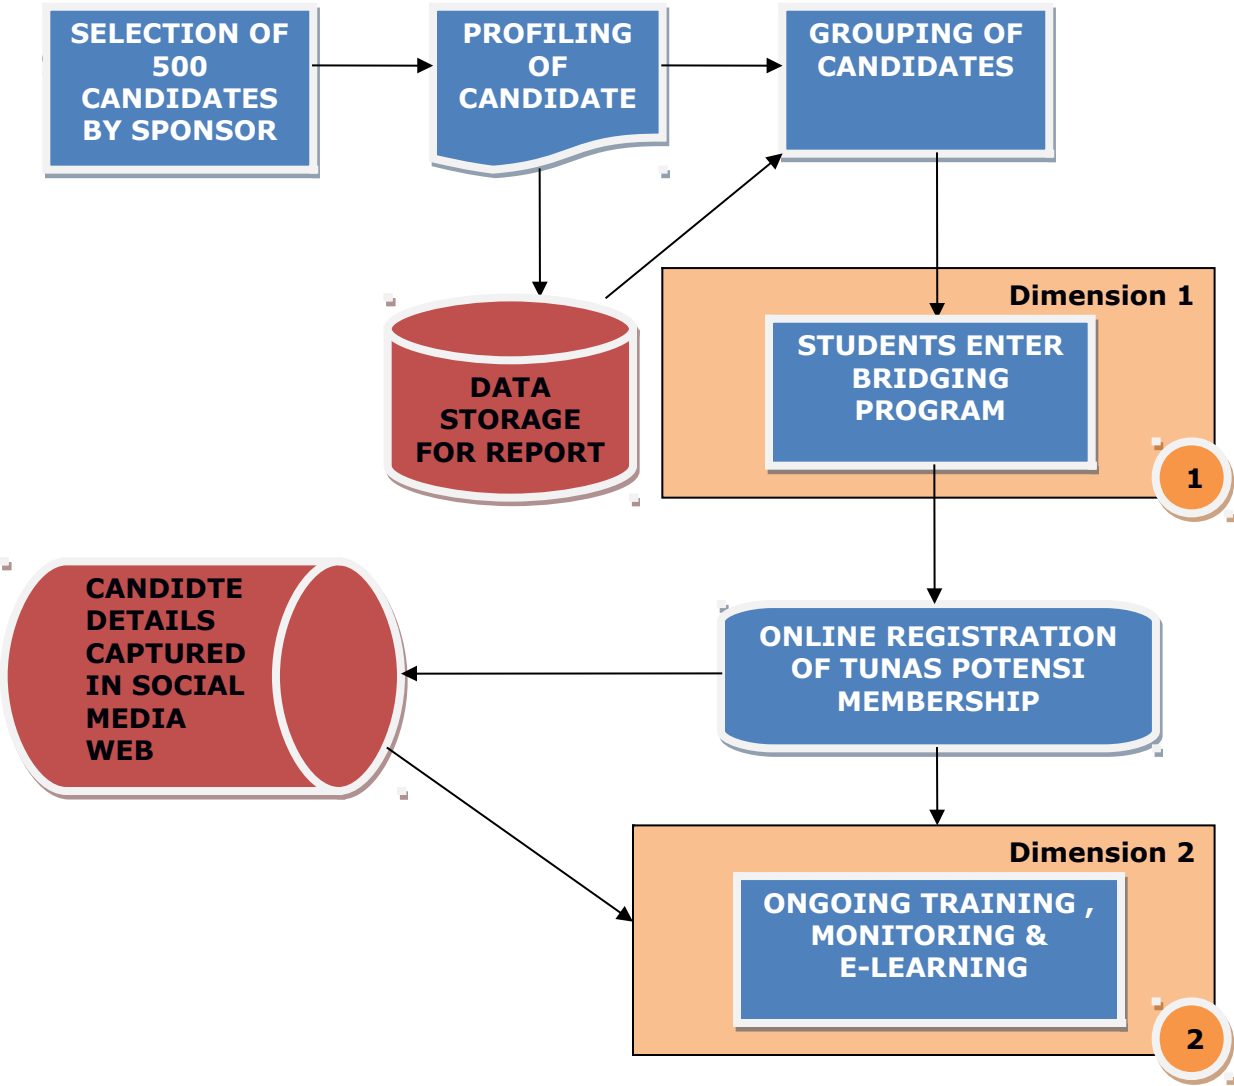 SELECTION OF
500
CANDIDATES
BY SPONSOR
PROFILING
OF
CANDIDATE
GROUPING OF
CANDIDATES
Dimension 1
STUDENTS ENTER
BRIDGING
PROGRAM
1
DATA
STORAGE
FOR REPORT
CANDIDTE
DETAILS
CAPTURED
IN SOCIAL
MEDIA
WEB
ONLINE REGISTRATION
OF TUNAS POTENSI
MEMBERSHIP
Dimension 2
ONGOING TRAINING ,
MONITORING &
E-LEARNING
2